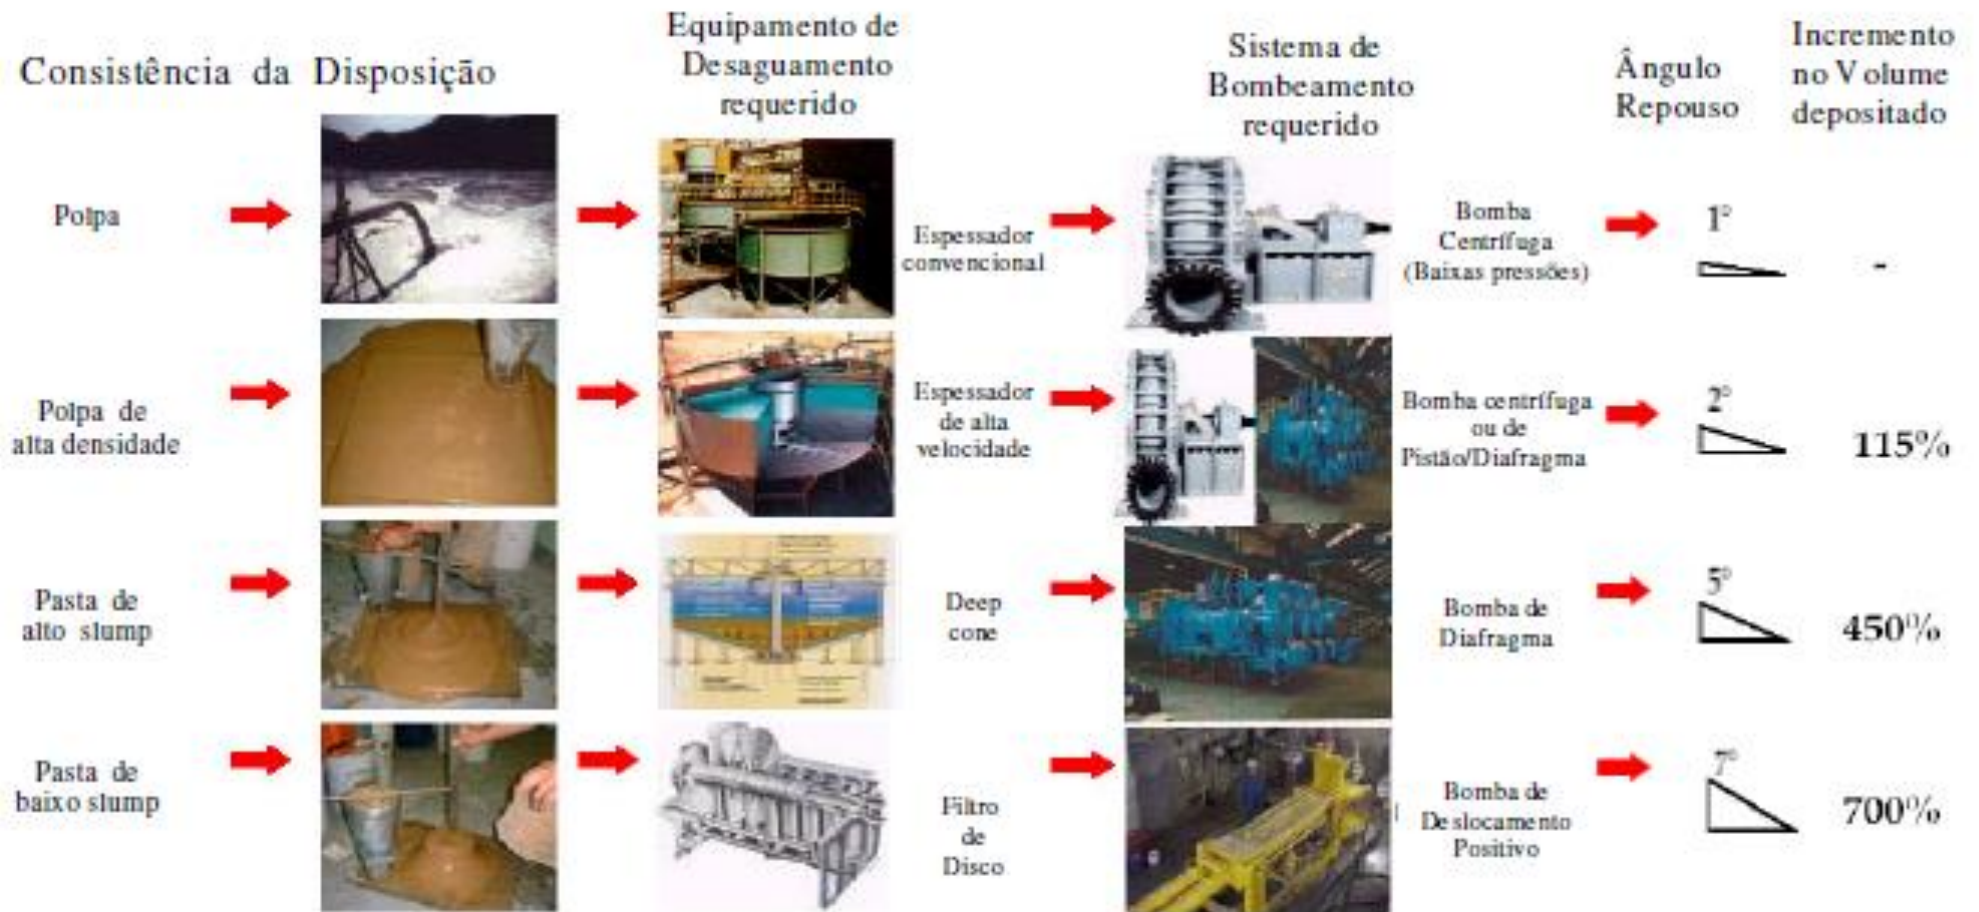 Consistência da Disposição
Equipamento de
Desaguamento
requerido
Sistema de
Bombeamento
requerido
Ângulo
Repouso
Incremento
no Volume
depositado
Polpa
Espessador
convencional
Bomba
Centrífuga
(Baixas pressões)
1°
-
Polpa de
alta densidade
Espessador
de alta
velocidade
Bomba centrífuga
ou de
Pistão/Diafragma
2°
115%
Pasta de
alto slump
Deep
cone
Bomba de
Diafragma
5°
450%
Pasta de
baixo slump
Filtro
de
Disco
Bomba de
Deslocamento
Positivo
7°
700%